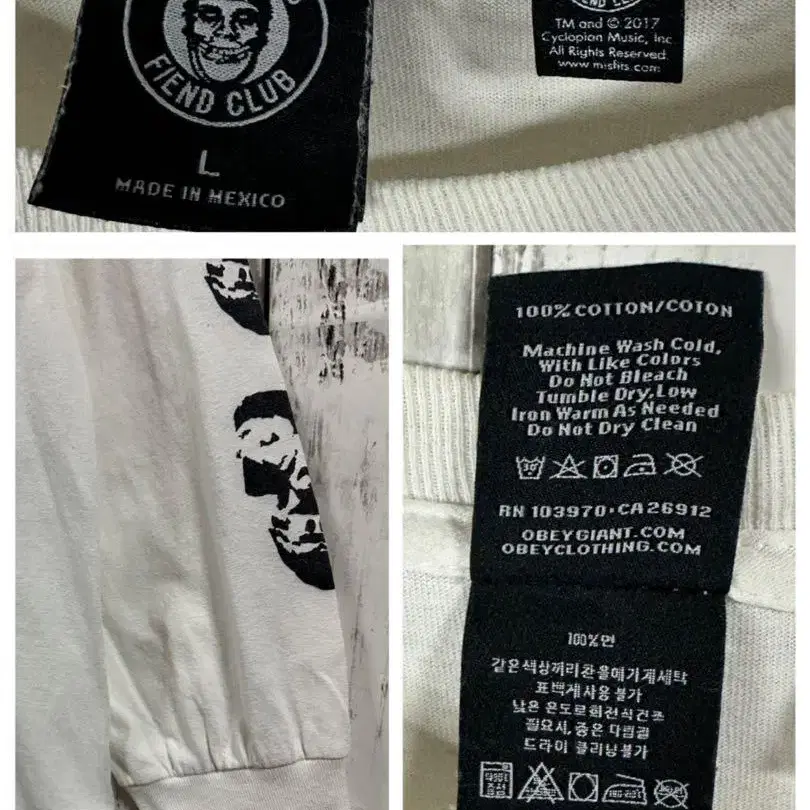 FIEND CLUB
L
MADE IN MEXICO
FIEND CLUB
TM and © 2017
Cyclopian Music, Inc.
All Rights Reserved.
www.misfits.com
100% COTTON/COTON
Machine Wash Cold,
With Like Colors
Do Not Bleach
Tumble Dry, Low
Iron Warm As Needed
Do Not Dry Clean
30
RN 103970•CA26912
OBEYGIANT.COM
OBEYCLOTHING.COM
100%면
같은색상끼리찬물에기계세탁
표백제사용불가
낮은 온도로회전식건조
필요시,중온 다림질
드라이 클리닝불가